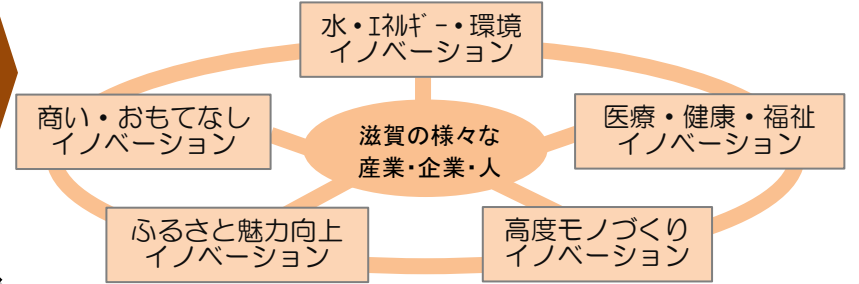 水・ｴﾈﾙｷﾞｰ・環境
イノベーション
商い・おもてなし
イノベーション
医療・健康・福祉
イノベーション
滋賀の様々な
産業・企業・人
ふるさと魅力向上
イノベーション
高度モノづくり
イノベーション